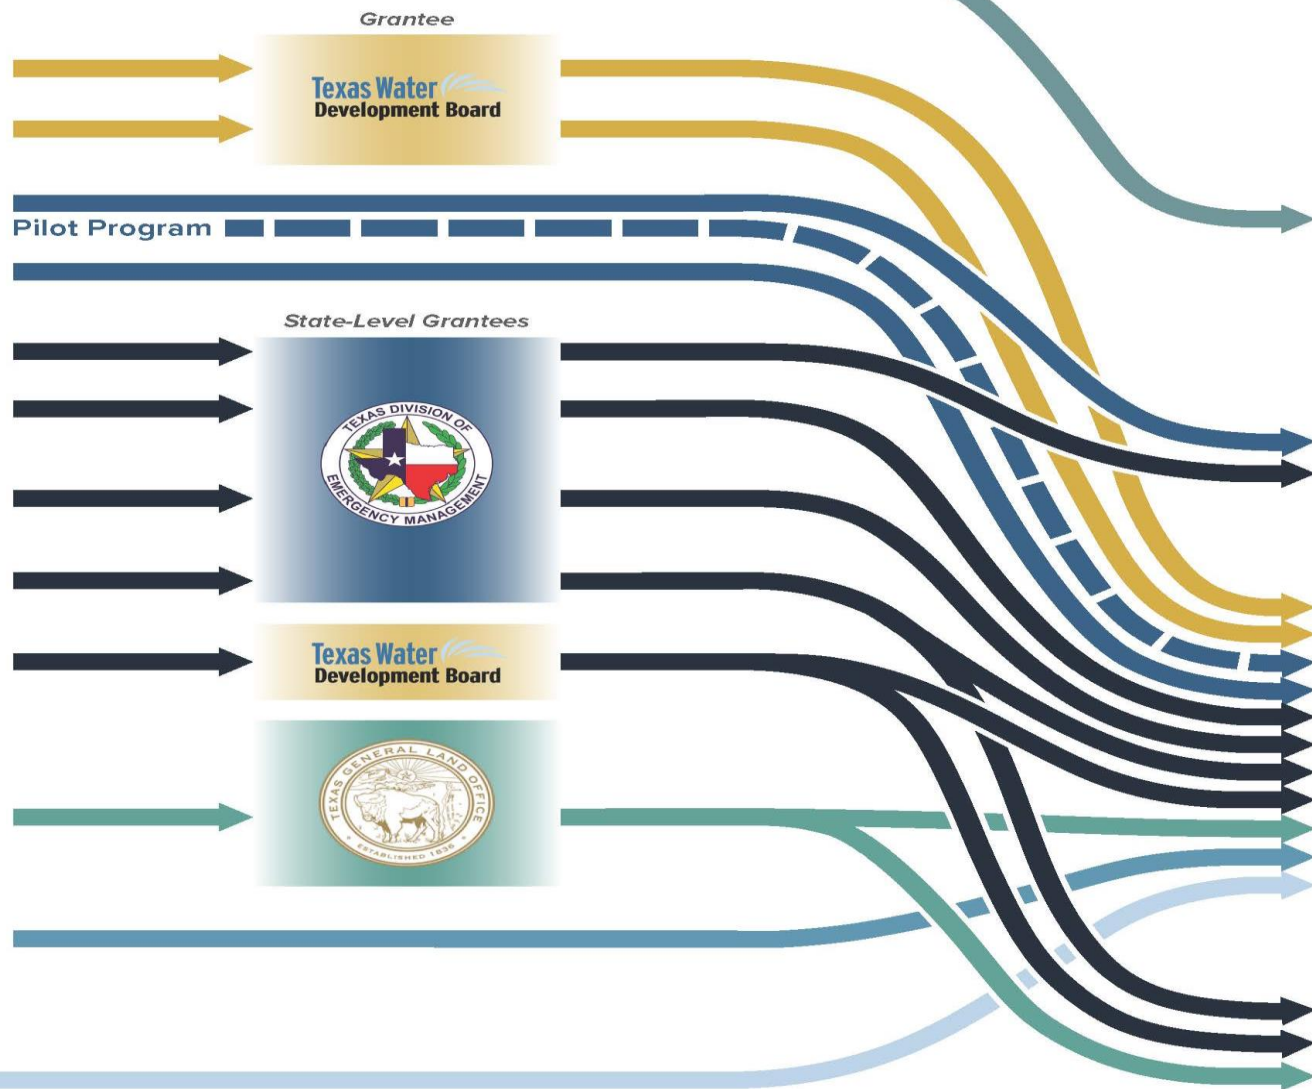 Grantee
Texas Water
Development Board
Pilot Program
State-Level Grantees
TEXAS DIVISION OF
EMERGENCY MANAGEMENT
Texas Water
Development Board
TEXAS GENERAL LAND OFFICE
ESTABLISHED 1836